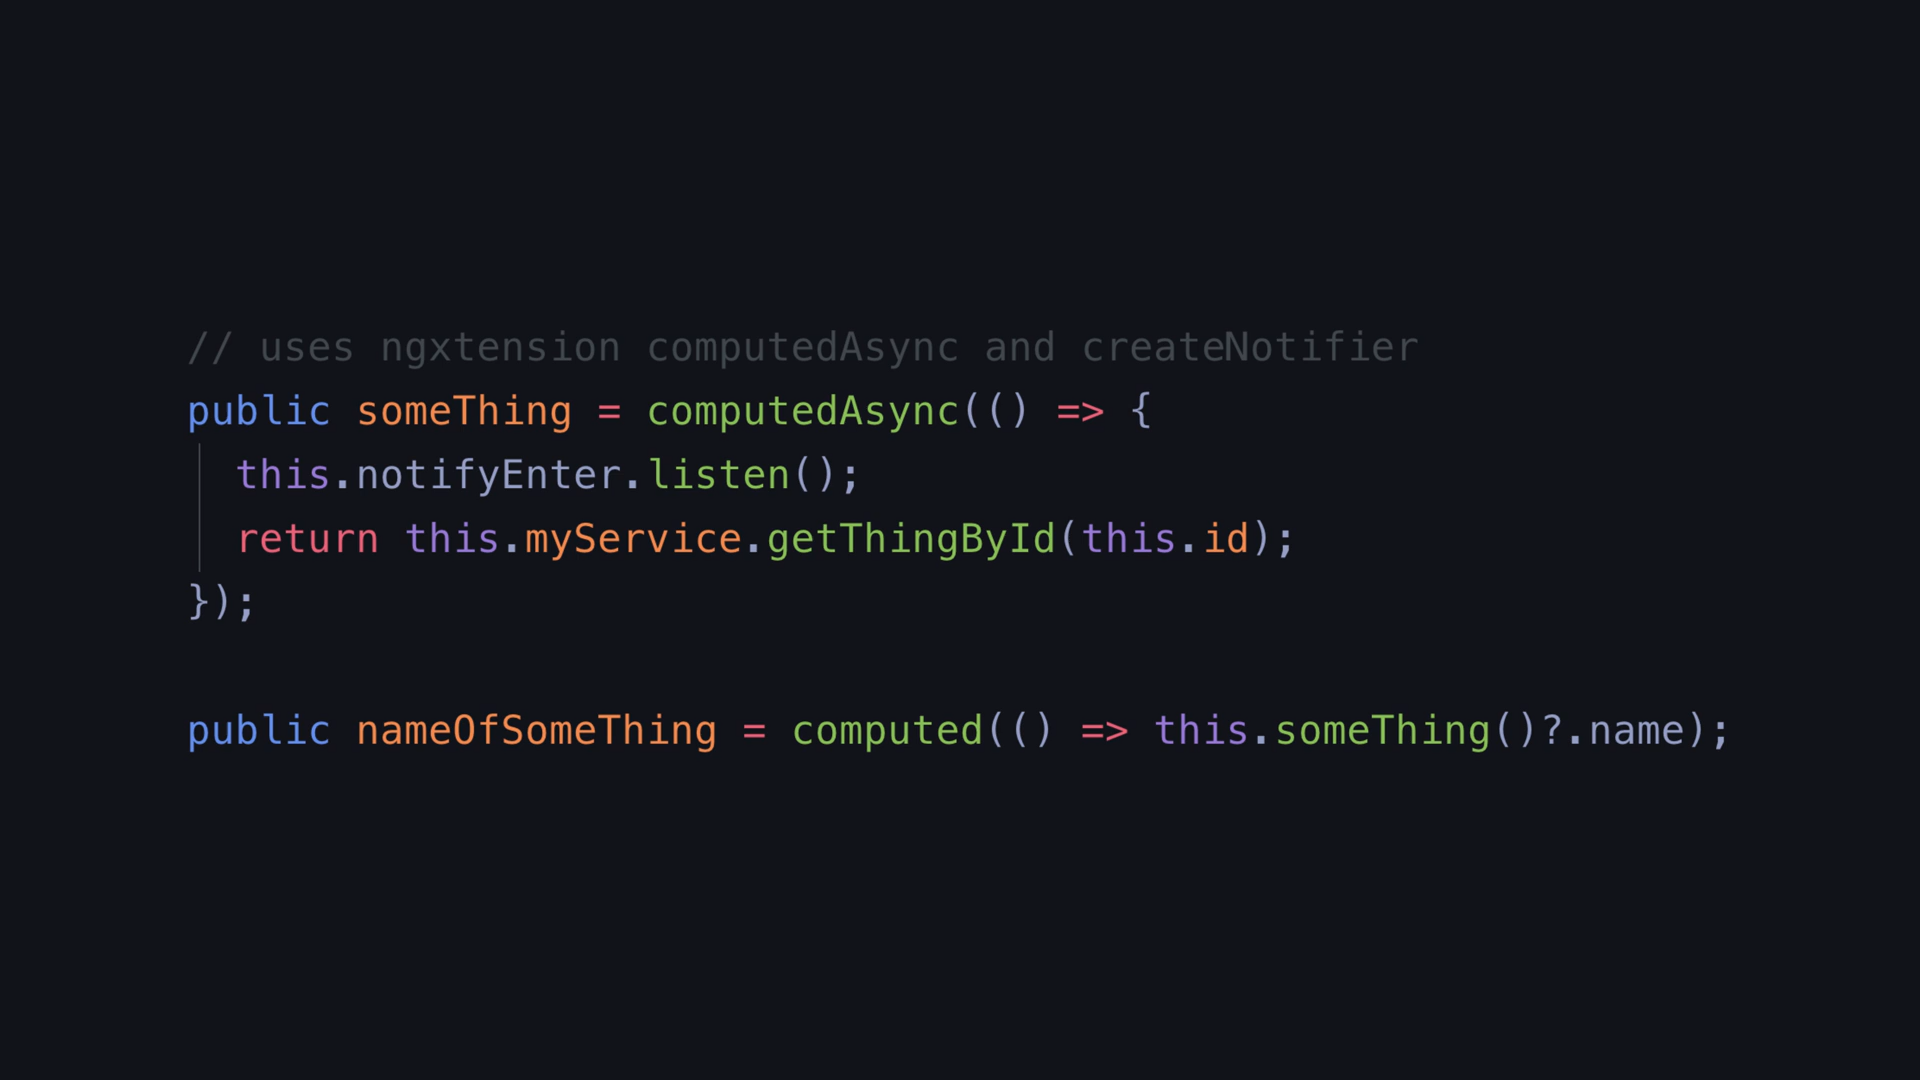 // uses ngxtension computedAsync and createNotifier
public someThing = computedAsync(() => {
  this.notifyEnter.listen();
  return this.myService.getThingById(this.id);
});

public nameOfSomeThing = computed(() => this.someThing()?.name);